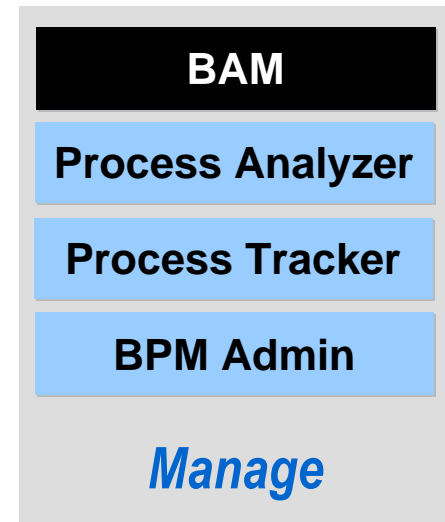 BAM
Process Analyzer
Process Tracker
BPM Admin
Manage